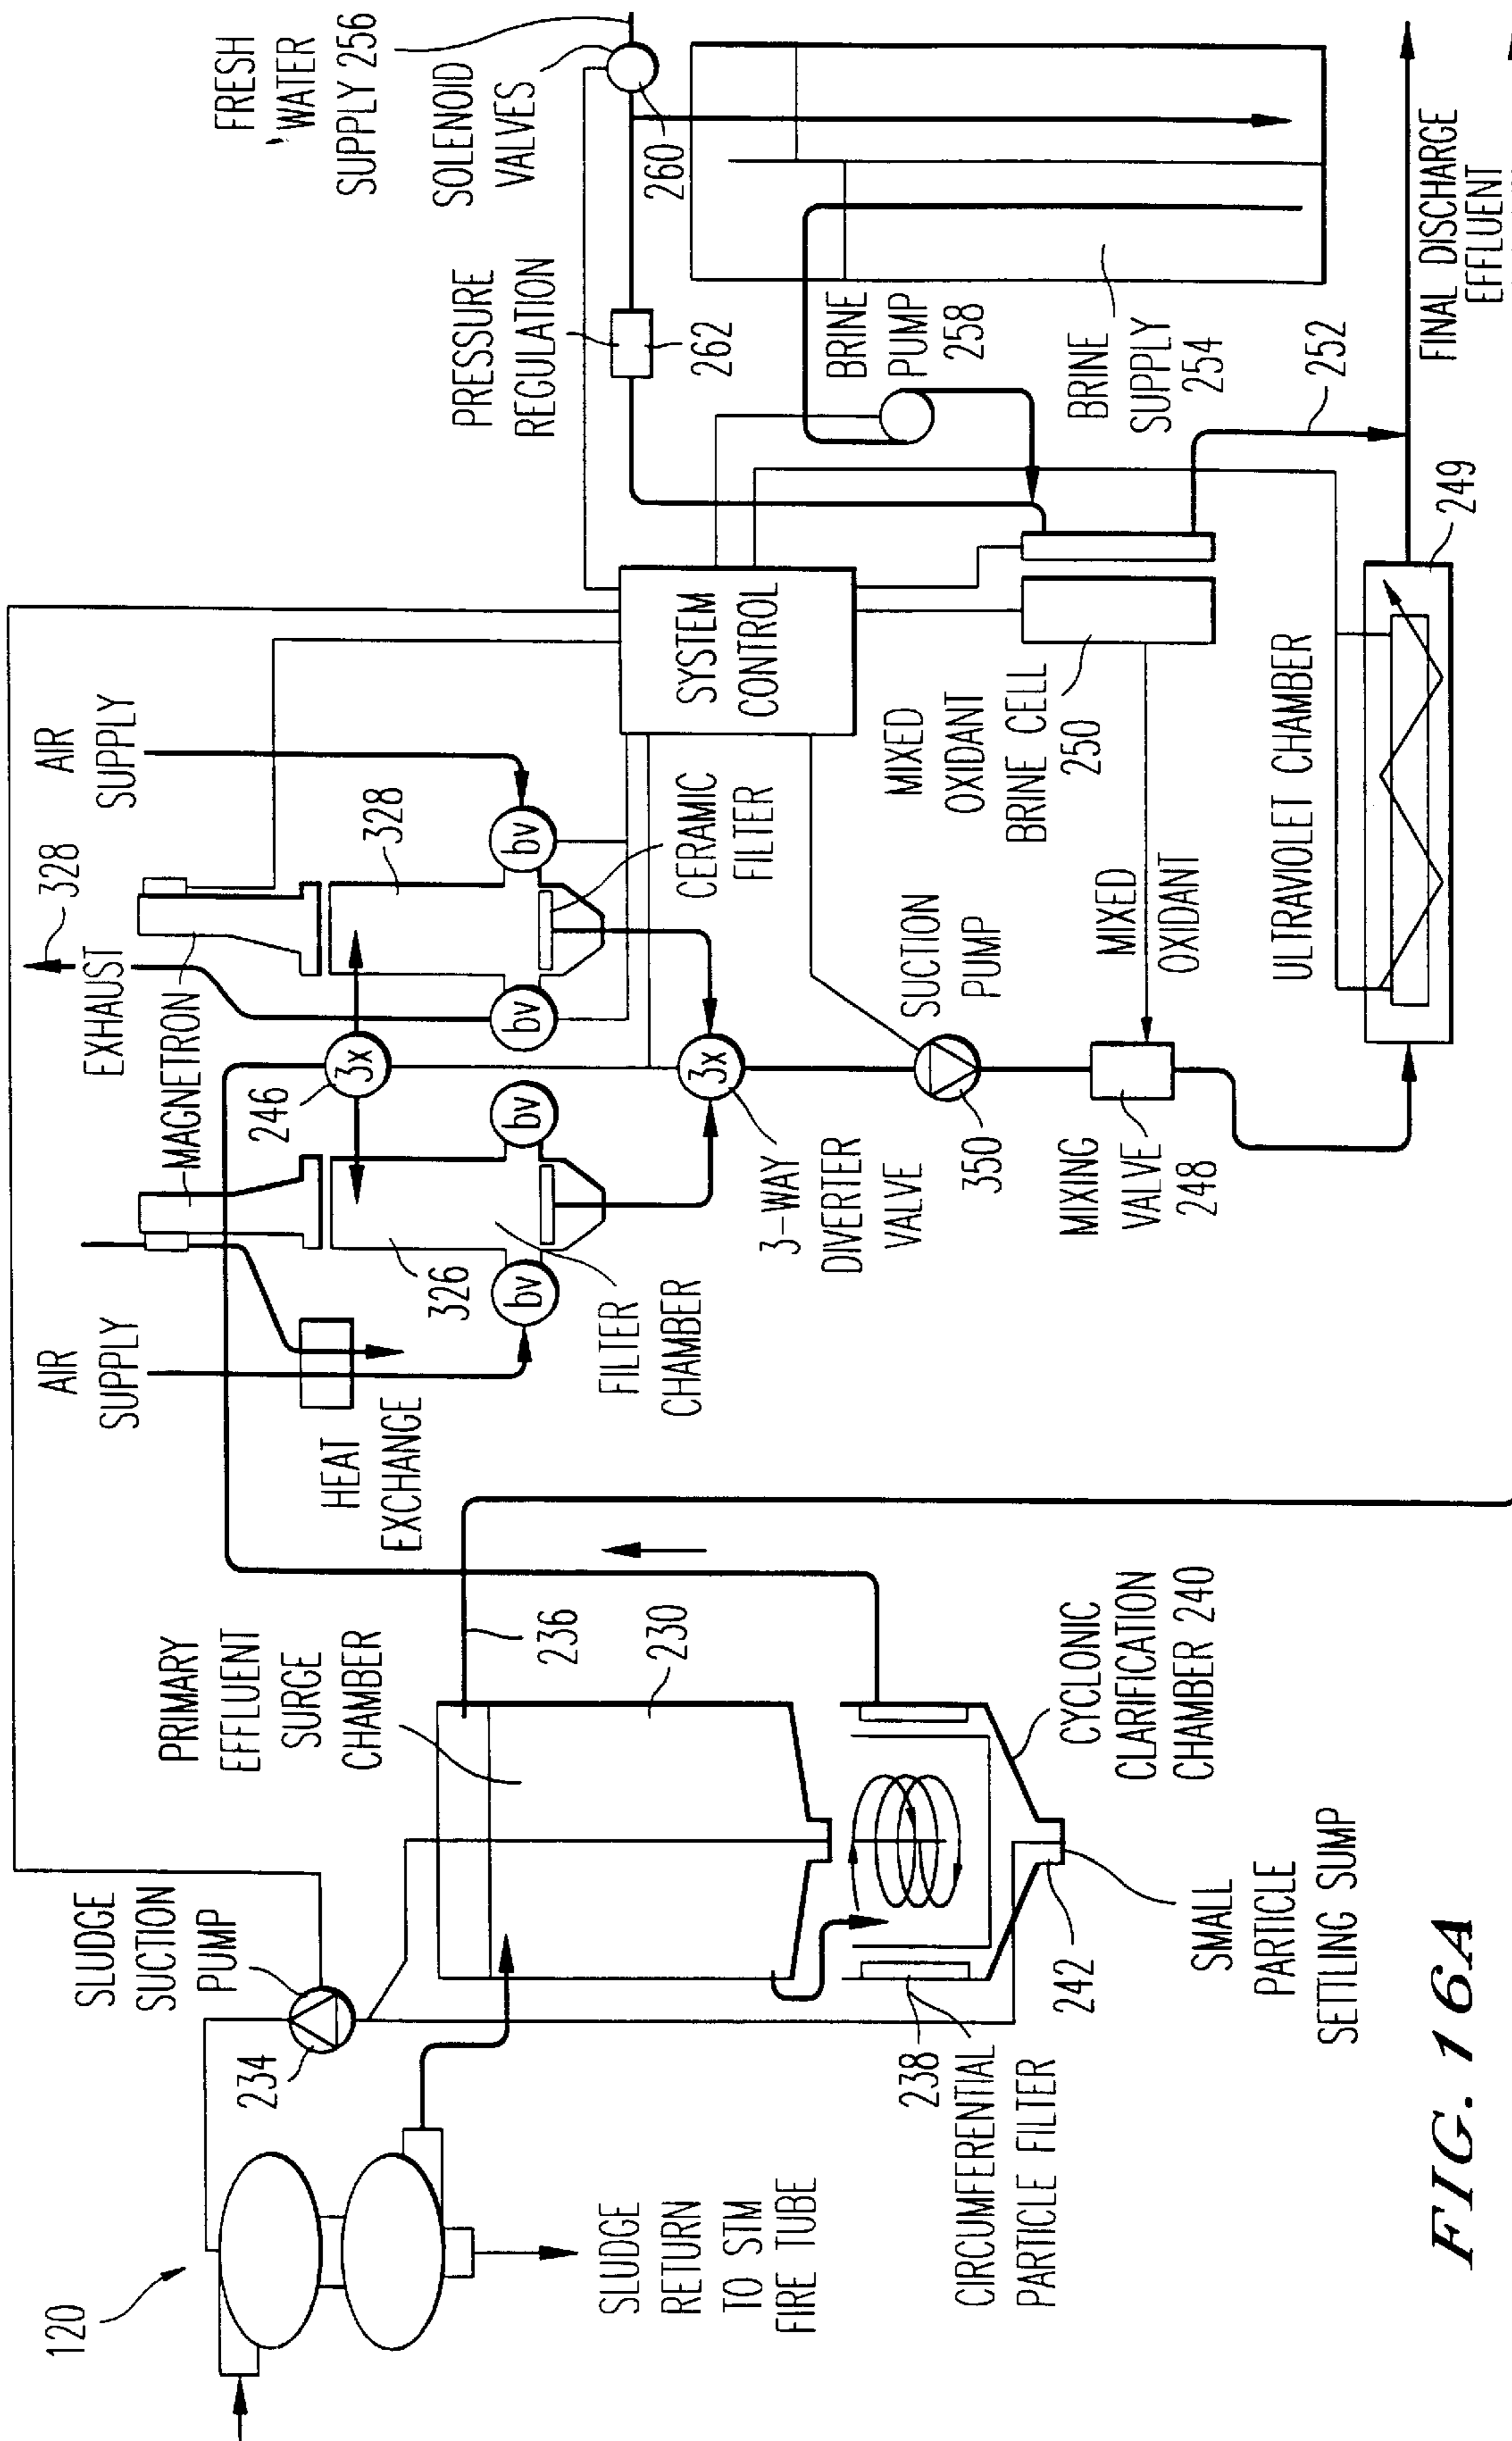 120
SLUDGE
SUCTION
PUMP
234
SLUDGE
RETURN
TO STM
FIRE TUBE
PRIMARY
EFFLUENT
SURGE
CHAMBER
236
230
238
CIRCUMFERENTIAL
PARTICLE FILTER
242
SMALL
PARTICLE
SETTLING SUMP
CYCLONIC
CLARIFICATION
CHAMBER 240
AIR
SUPPLY
HEAT
EXCHANGE
MAGNETRON
EXHAUST
328
246
3x
326
bv
bv
FILTER
CHAMBER
AIR
SUPPLY
328
bv
bv
CERAMIC
FILTER
3x
3-WAY
DIVERTER
VALVE
SUCTION
PUMP
350
MIXING
VALVE
248
MIXED
OXIDANT
SYSTEM
CONTROL
MIXED
OXIDANT
BRINE CELL
250
ULTRAVIOLET CHAMBER
249
FRESH
WATER
SUPPLY 256
SOLENOID
VALVES
260
PRESSURE
REGULATION
262
BRINE
PUMP
258
BRINE
SUPPLY
254
252
FINAL DISCHARGE
EFFLUENT
FIG. 16A